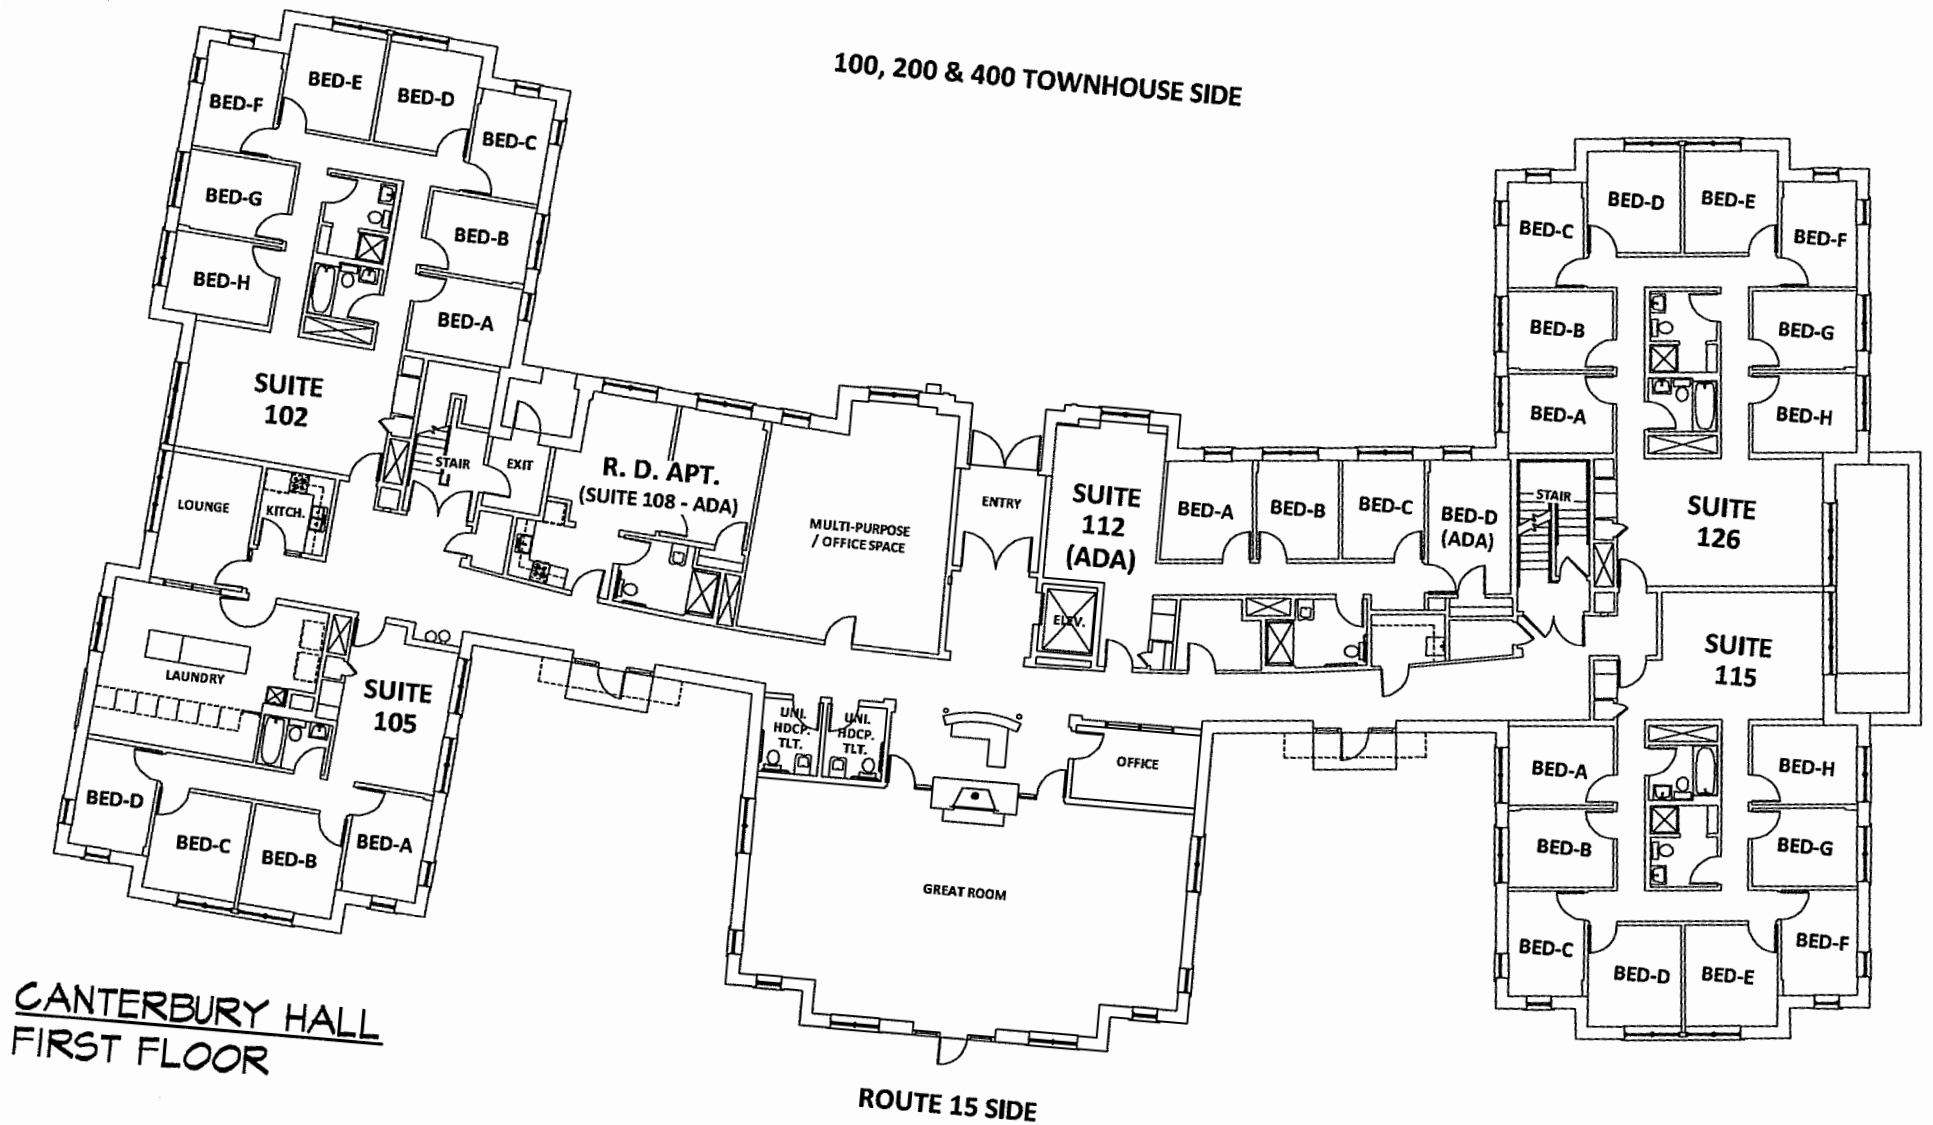 100, 200 & 400 TOWNHOUSE SIDE
BED-F
BED-E
BED-D
BED-C
BED-G
BED-B
BED-H
BED-A
SUITE
102
LOUNGE
KITCH.
STAIR
EXIT
R. D. APT.
(SUITE 108 - ADA)
MULTI-PURPOSE
/ OFFICE SPACE
ENTRY
SUITE
112
(ADA)
ELEV.
BED-A
BED-B
BED-C
BED-D
(ADA)
STAIR
BED-C
BED-D
BED-E
BED-F
BED-B
BED-G
BED-A
BED-H
SUITE
126
SUITE
115
BED-A
BED-H
BED-B
BED-G
BED-C
BED-D
BED-E
BED-F
LAUNDRY
SUITE
105
BED-D
BED-C
BED-B
BED-A
UNI.
HDCP.
TLT.
UNI.
HDCP.
TLT.
OFFICE
GREAT ROOM
CANTERBURY HALL
FIRST FLOOR
ROUTE 15 SIDE